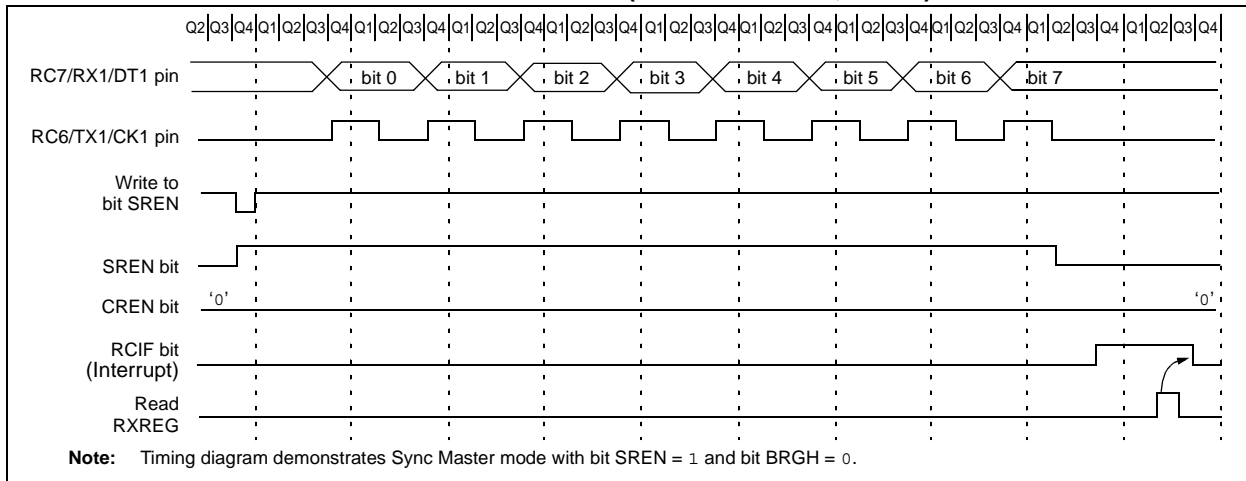 Q2 Q3 Q4 Q1 Q2 Q3 Q4 Q1 Q2 Q3 Q4 Q1 Q2 Q3 Q4 Q1 Q2 Q3 Q4 Q1 Q2 Q3 Q4 Q1 Q2 Q3 Q4 Q1 Q2 Q3 Q4 Q1 Q2 Q3 Q4 Q1 Q2 Q3 Q4 Q1 Q2 Q3 Q4
RC7/RX1/DT1 pin bit 0 bit 1 bit 2 bit 3 bit 4 bit 5 bit 6 bit 7
RC6/TX1/CK1 pin
Write to
bit SREN
SREN bit
CREN bit '0' '0'
RCIF bit
(Interrupt)
Read
RXREG
Note: Timing diagram demonstrates Sync Master mode with bit SREN = 1 and bit BRGH = 0.